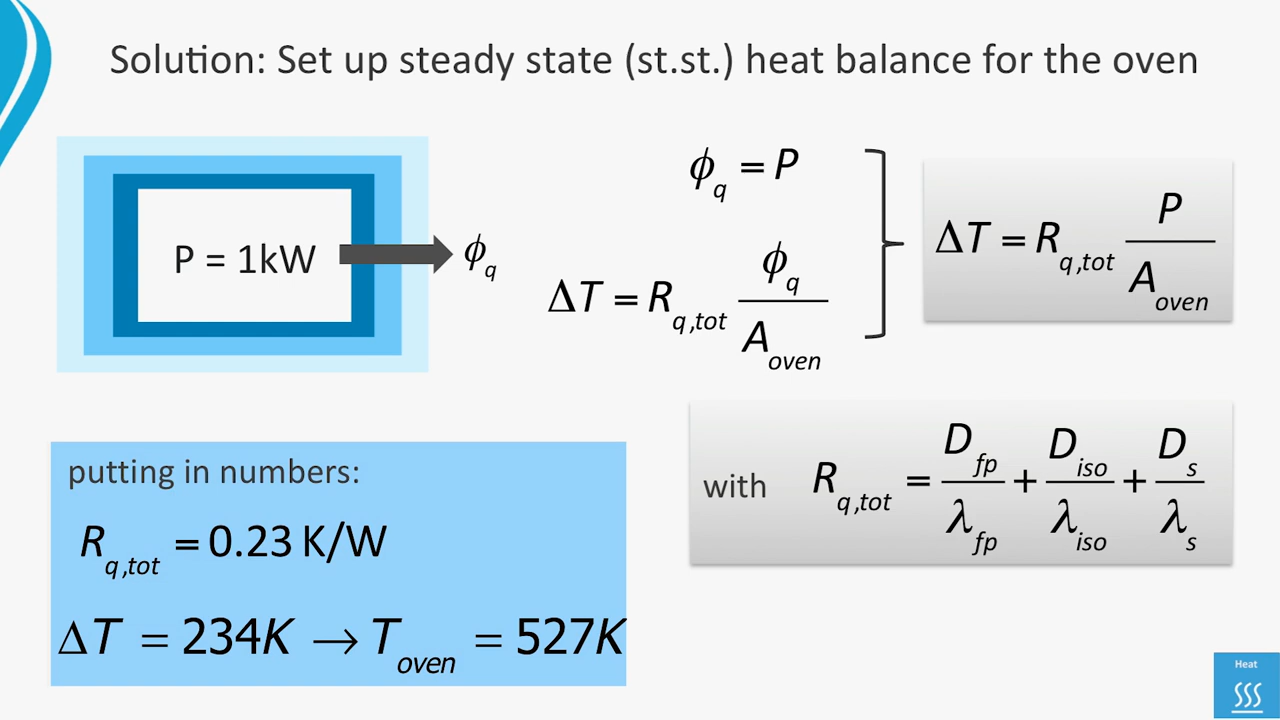 Solution: Set up steady state (st.st.) heat balance for the oven
P = 1kW
ϕq
ϕq = P
ΔT = Rq,tot ϕq / Aoven
ΔT = Rq,tot P / Aoven
with Rq,tot = Dfp / λfp + Diso / λiso + Ds / λs
putting in numbers:
Rq,tot = 0.23 K/W
ΔT = 234K → Toven = 527K
Heat